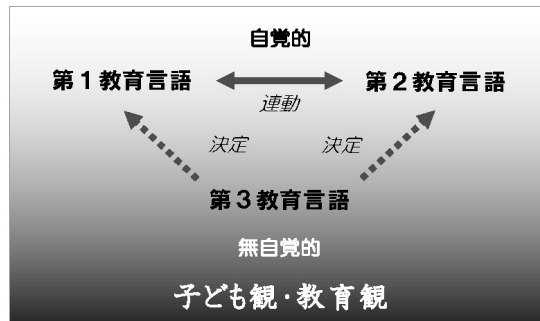 自覚的
第1教育言語 第2教育言語
連動
決定 決定
第3教育言語
無自覚的
子ども観・教育観